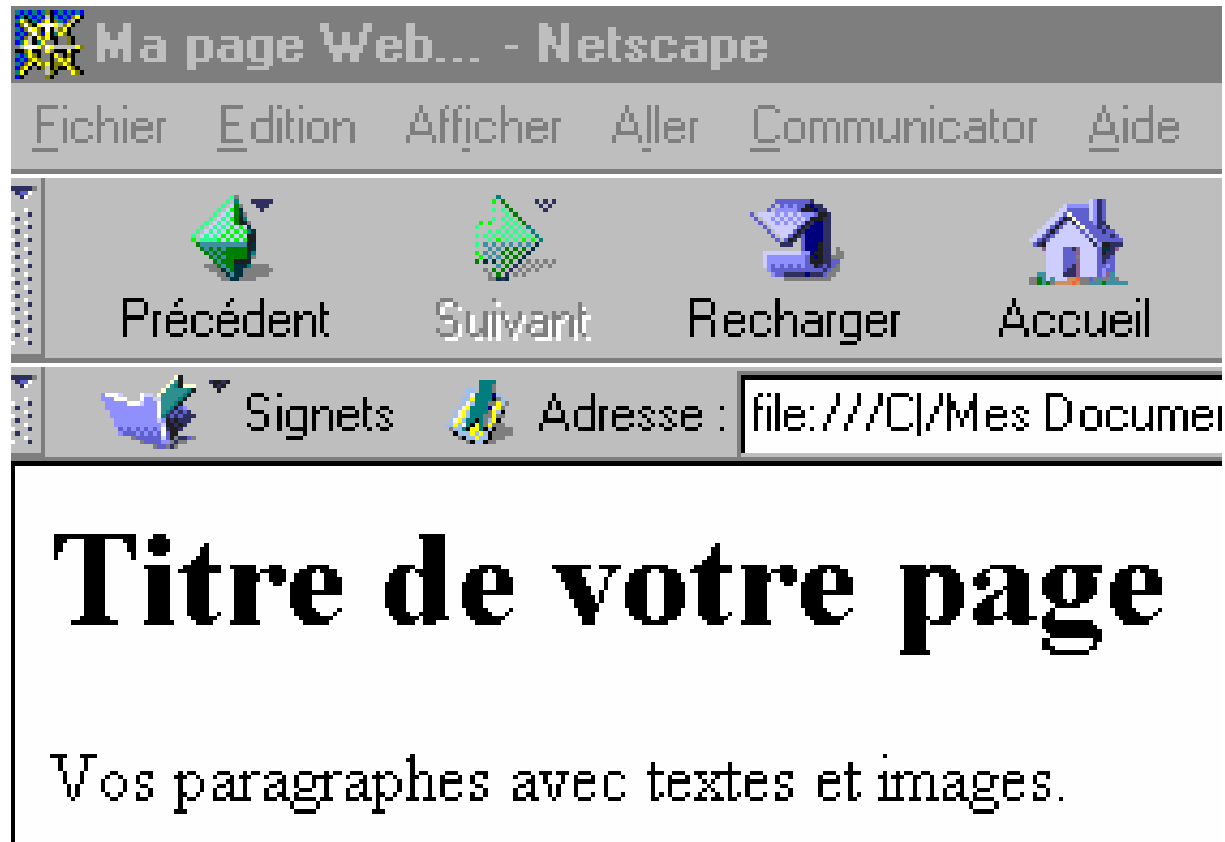 Ma page Web... - Netscape
Fichier Edition Afficher Aller Communicator Aide
Précédent Suivant Recharger Accueil
Signets Adresse : file:///C|/Mes Documen
Titre de votre page
Vos paragraphes avec textes et images.